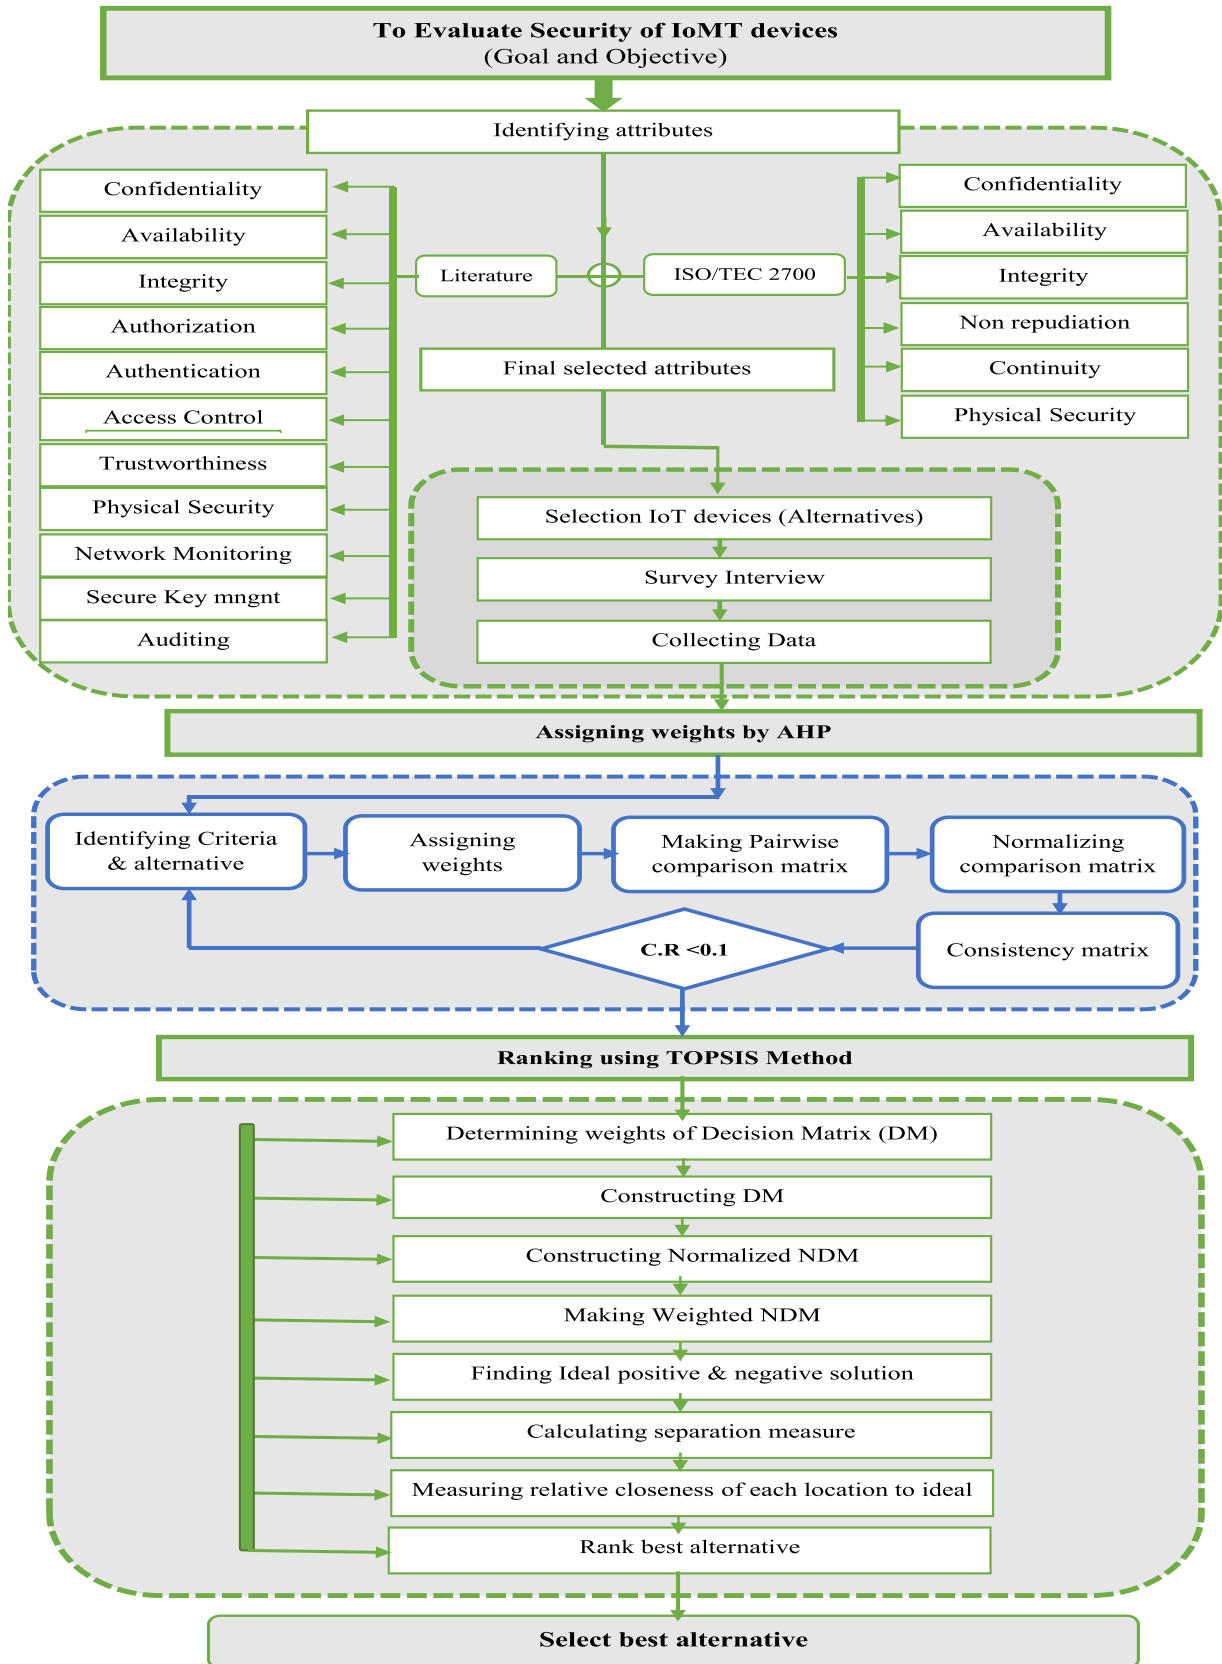 To Evaluate Security of IoMT devices
(Goal and Objective)
Identifying attributes
Confidentiality
Availability
Integrity
Authorization
Authentication
Access Control
Trustworthiness
Physical Security
Network Monitoring
Secure Key mngnt
Auditing
Literature
ISO/TEC 2700
Confidentiality
Availability
Integrity
Non repudiation
Continuity
Physical Security
Final selected attributes
Selection IoT devices (Alternatives)
Survey Interview
Collecting Data
Assigning weights by AHP
Identifying Criteria
& alternative
Assigning
weights
Making Pairwise
comparison matrix
Normalizing
comparison matrix
Consistency matrix
C.R <0.1
Ranking using TOPSIS Method
Determining weights of Decision Matrix (DM)
Constructing DM
Constructing Normalized NDM
Making Weighted NDM
Finding Ideal positive & negative solution
Calculating separation measure
Measuring relative closeness of each location to ideal
Rank best alternative
Select best alternative